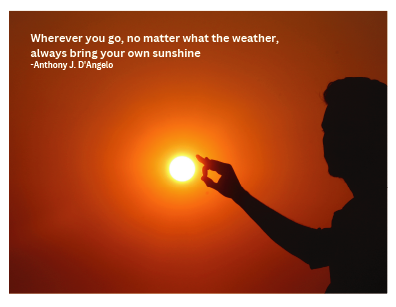 Wherever you go, no matter what the weather,
always bring your own sunshine
-Anthony J. D'Angelo